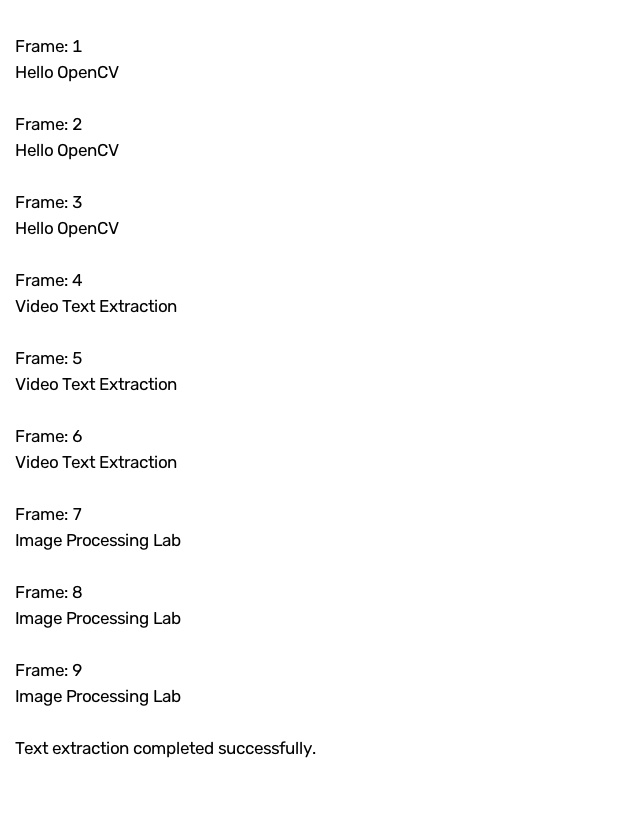 Frame: 1
Hello OpenCV
Frame: 2
Hello OpenCV
Frame: 3
Hello OpenCV
Frame: 4
Video Text Extraction
Frame: 5
Video Text Extraction
Frame: 6
Video Text Extraction
Frame: 7
Image Processing Lab
Frame: 8
Image Processing Lab
Frame: 9
Image Processing Lab
Text extraction completed successfully.